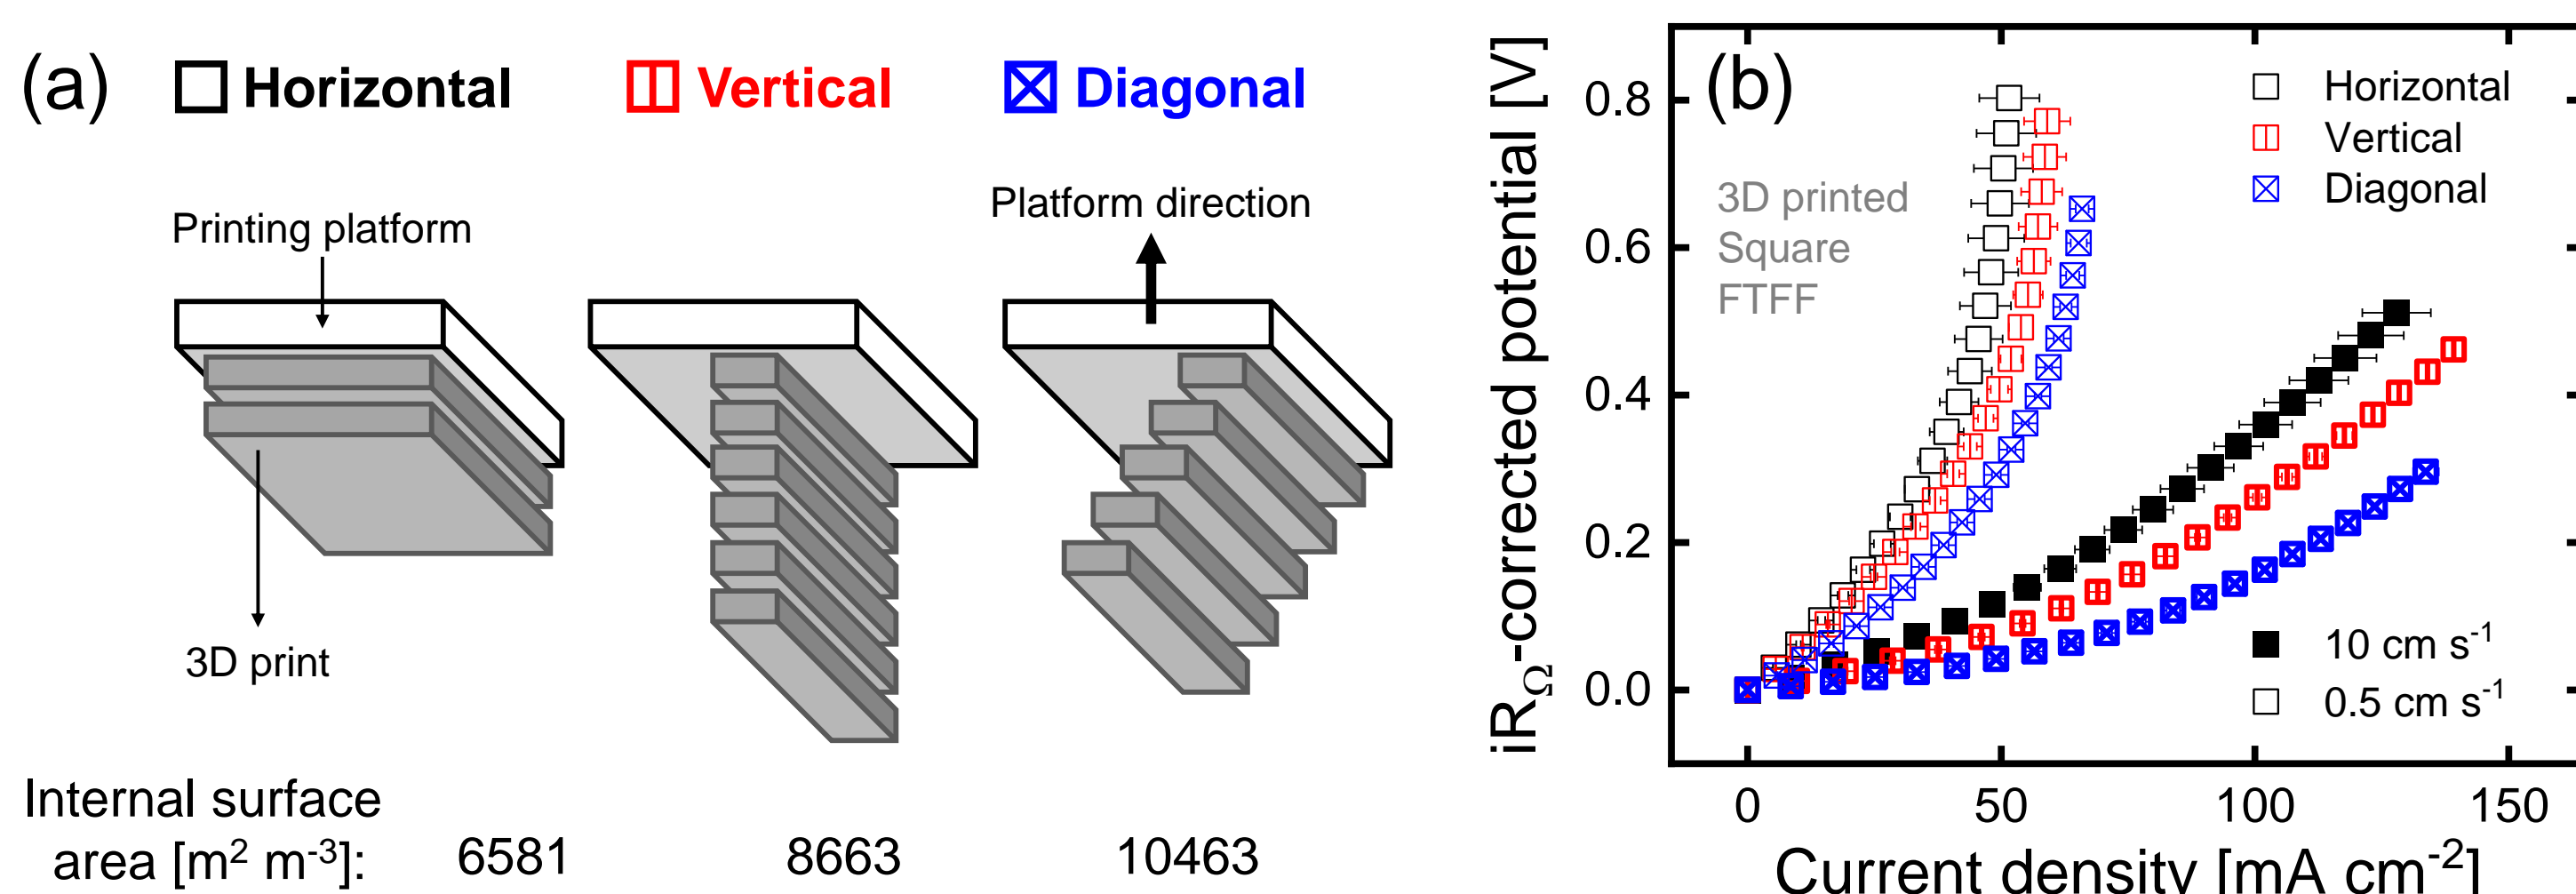 (a)
Horizontal
Vertical
Diagonal
Printing platform
Platform direction
3D print
Internal surface
area [m² m⁻³]:
6581
8663
10463
(b)
Horizontal
Vertical
Diagonal
3D printed
Square
FTFF
10 cm s⁻¹
0.5 cm s⁻¹
iR_Ω-corrected potential [V]
0.8
0.6
0.4
0.2
0.0
0
50
100
150
Current density [mA cm⁻²]